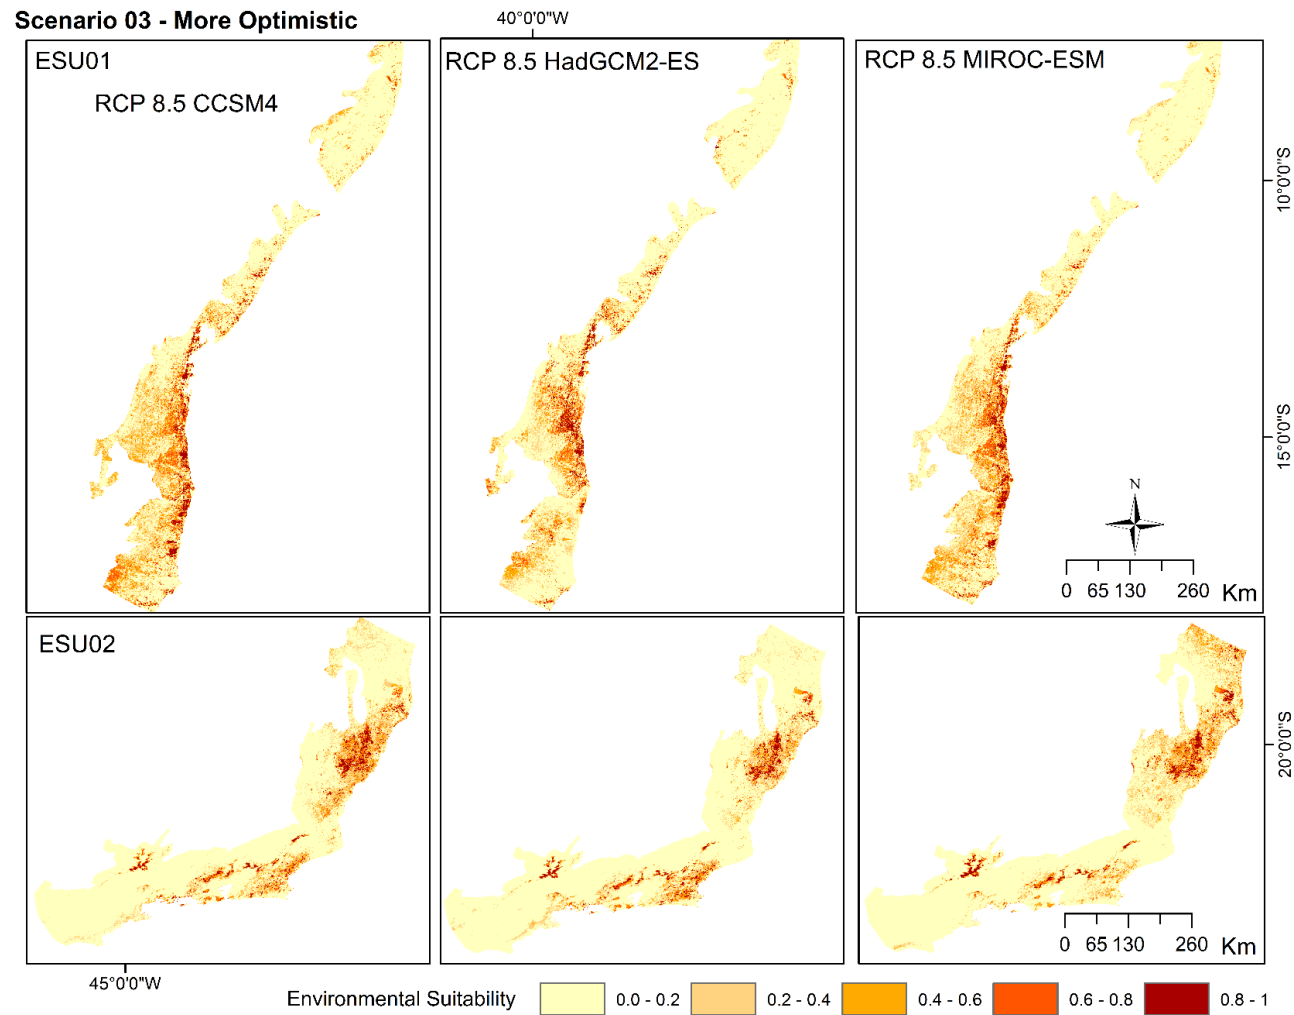 Scenario 03 - More Optimistic
40°0'0"W
ESU01
RCP 8.5 CCSM4
RCP 8.5 HadGCM2-ES
RCP 8.5 MIROC-ESM
10°0'0"S
15°0'0"S
N
0 65 130 260 Km
ESU02
20°0'0"S
0 65 130 260 Km
45°0'0"W
Environmental Suitability 0.0 - 0.2 0.2 - 0.4 0.4 - 0.6 0.6 - 0.8 0.8 - 1